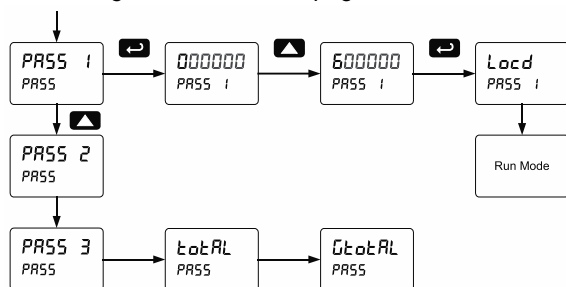 PASS 1
PASS
000000
PASS 1
600000
PASS 1
Locd
PASS 1
PASS 2
PASS
Run Mode
PASS 3
PASS
totAL
PASS
GtotAL
PASS